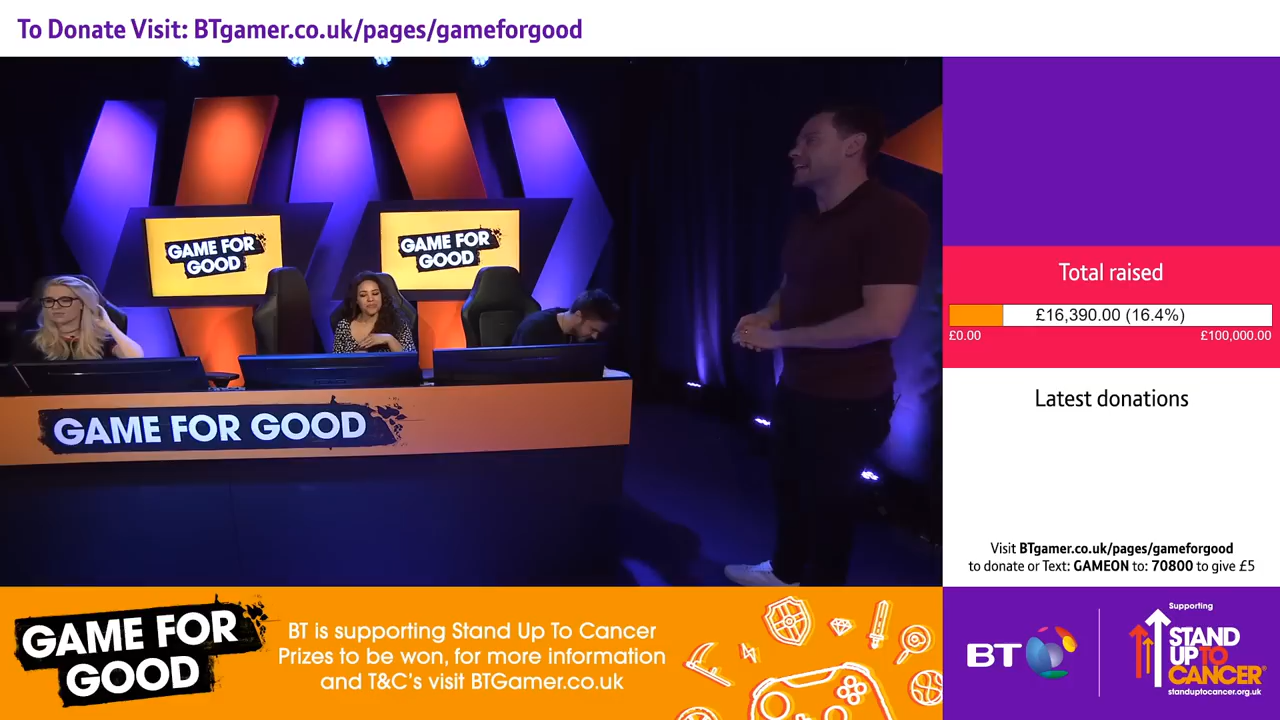 To Donate Visit: BTgamer.co.uk/pages/gameforgood
GAME FOR
GOOD
GAME FOR
GOOD
GAME FOR GOOD
Total raised
£16,390.00 (16.4%)
£0.00
£100,000.00
Latest donations
Visit BTgamer.co.uk/pages/gameforgood
to donate or Text: GAMEON to: 70800 to give £5
GAME FOR
GOOD
BT is supporting Stand Up To Cancer
Prizes to be won, for more information
and T&C's visit BTGamer.co.uk
BT
Supporting
STAND
UP TO
CANCER
standuptocancer.org.uk